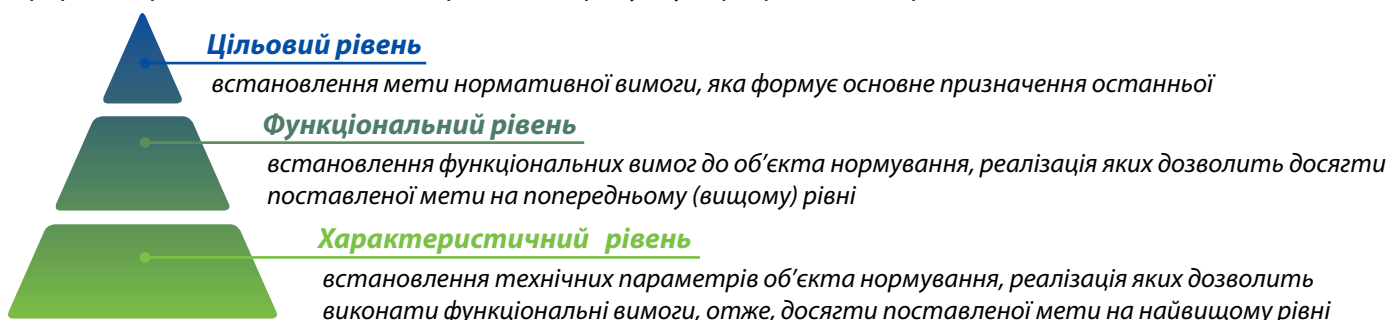 Цільовий рівень
встановлення мети нормативної вимоги, яка формує основне призначення останньої
Функціональний рівень
встановлення функціональних вимог до об’єкта нормування, реалізація яких дозволить досягти
поставленої мети на попередньому (вищому) рівні
Характеристичний рівень
встановлення технічних параметрів об’єкта нормування, реалізація яких дозволить
виконати функціональні вимоги, отже, досягти поставленої мети на найвищому рівні